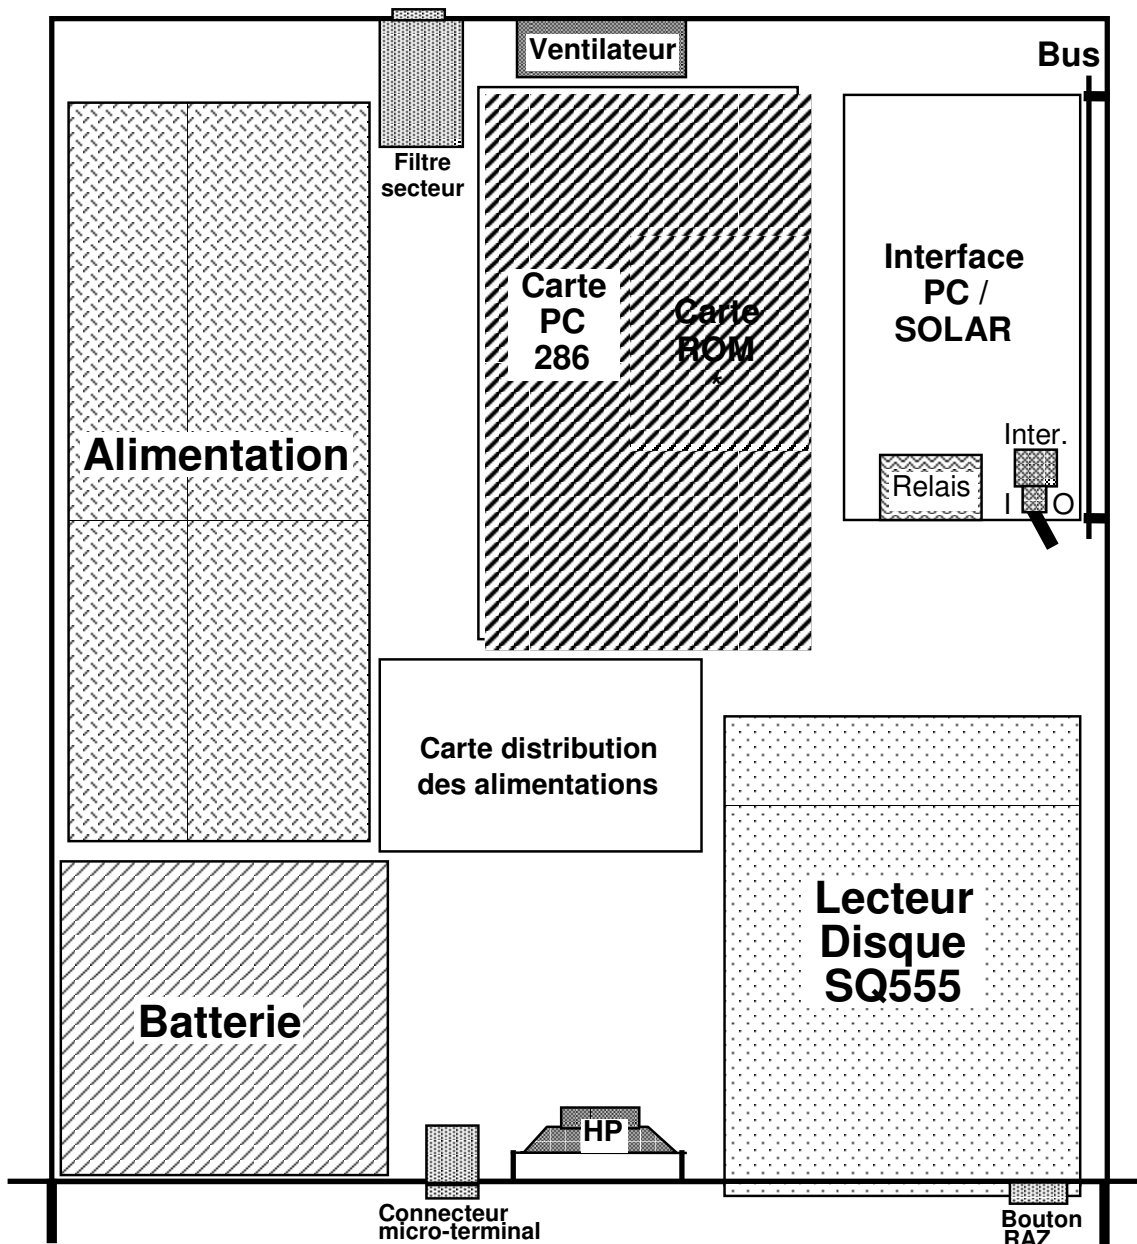 Ventilateur
Bus
Filtre
secteur
Interface
PC /
SOLAR
Carte
PC
286
Carte
ROM
*
Inter.
Alimentation
Relais
I O
Carte distribution
des alimentations
Lecteur
Disque
SQ555
Batterie
HP
Connecteur
micro-terminal
Bouton
RAZ